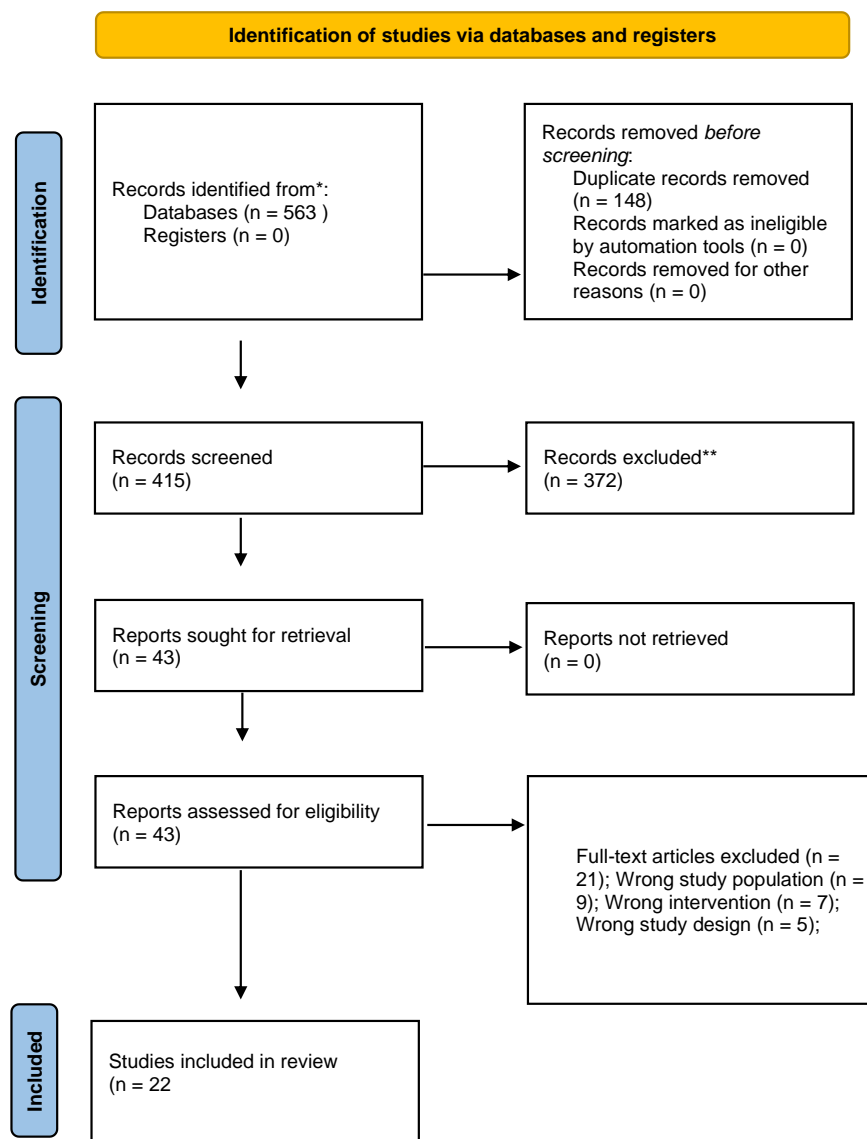 Identification of studies via databases and registers
Identification
Records identified from*:
Databases (n = 563 )
Registers (n = 0)
Records removed before
screening:
Duplicate records removed
(n = 148)
Records marked as ineligible
by automation tools (n = 0)
Records removed for other
reasons (n = 0)
Screening
Records screened
(n = 415)
Records excluded**
(n = 372)
Reports sought for retrieval
(n = 43)
Reports not retrieved
(n = 0)
Reports assessed for eligibility
(n = 43)
Full-text articles excluded (n =
21); Wrong study population (n =
9); Wrong intervention (n = 7);
Wrong study design (n = 5);
Included
Studies included in review
(n = 22